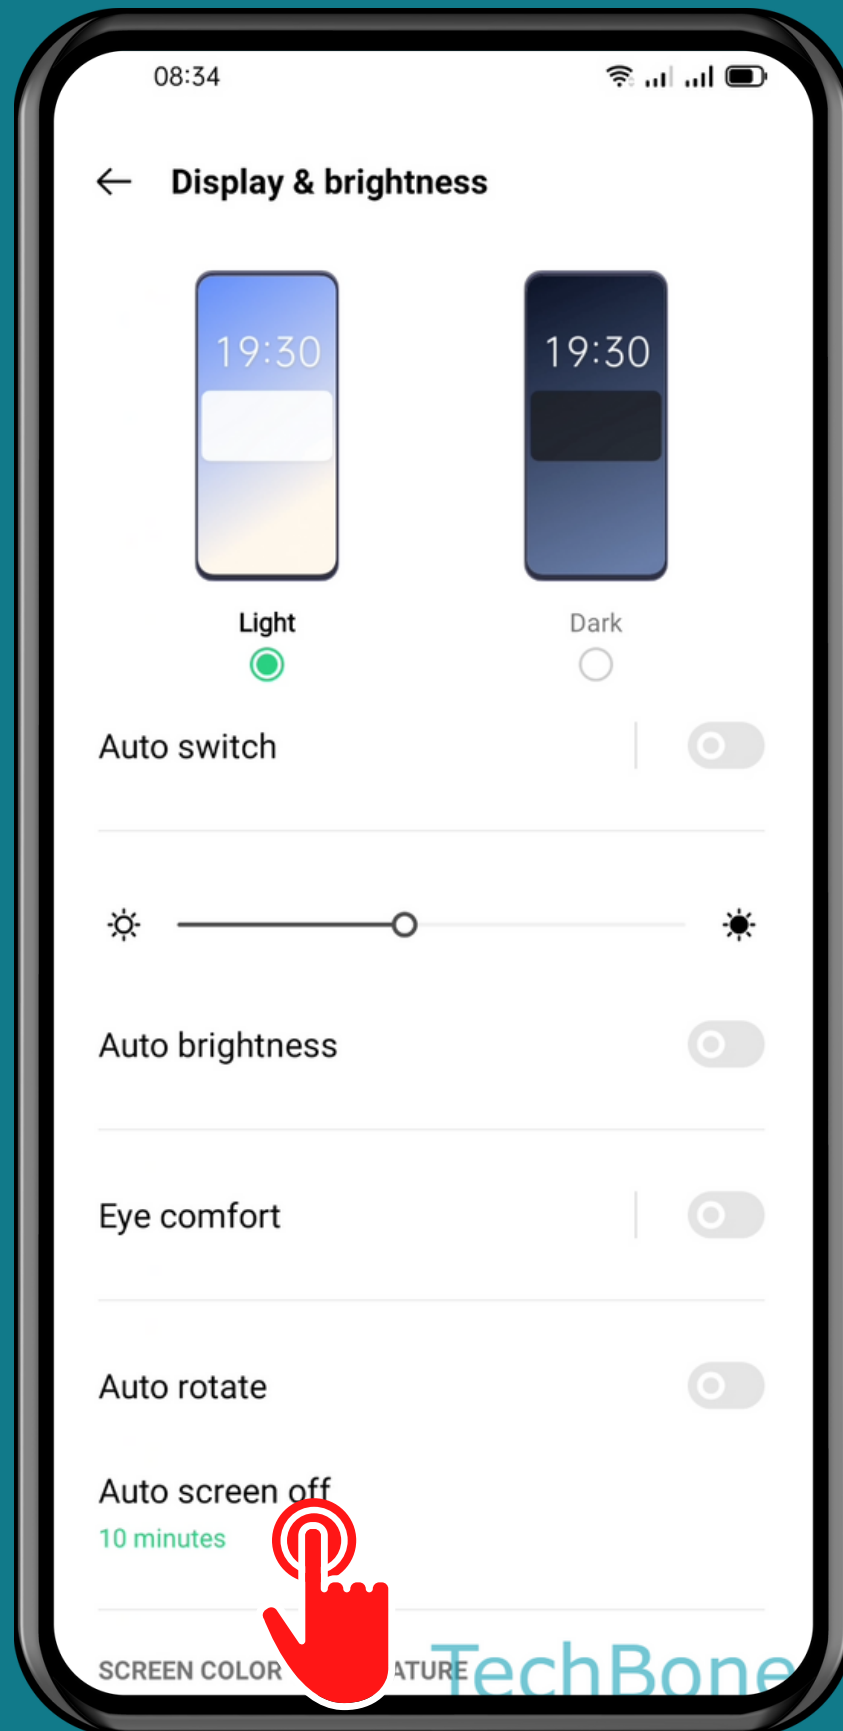 08:34
Display & brightness
19:30 19:30
Light Dark
Auto switch
Auto brightness
Eye comfort
Auto rotate
Auto screen off
10 minutes
SCREEN COLOR
TechBone